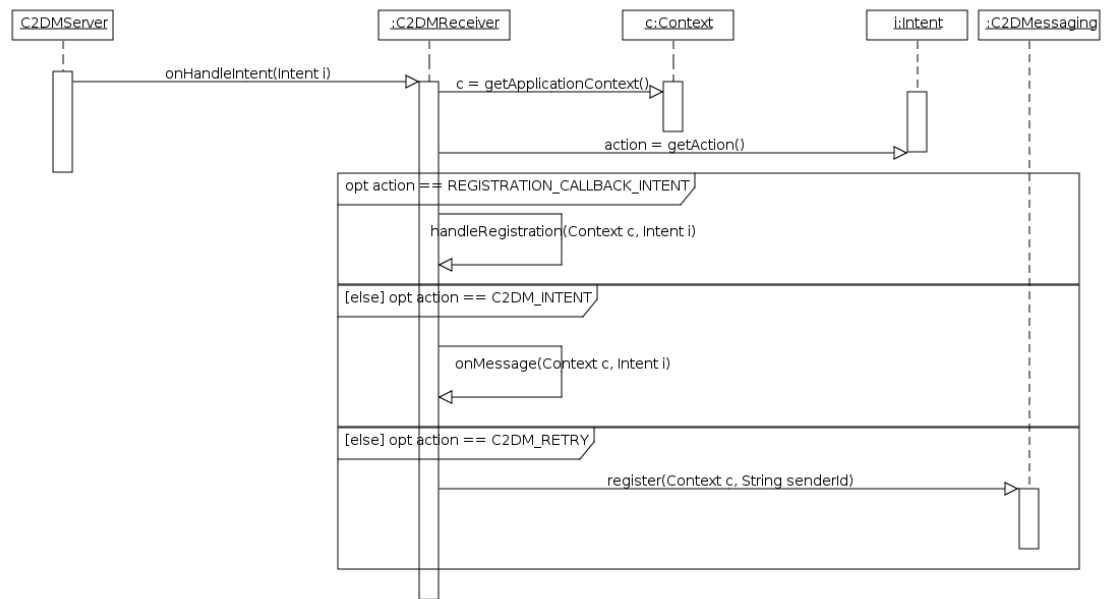 C2DMServer
:C2DMReceiver
c:Context
i:Intent
:C2DMessaging
onHandleIntent(Intent i)
c = getApplicationContext()
action = getAction()
opt action == REGISTRATION_CALLBACK_INTENT
handleRegistration(Context c, Intent i)
[else] opt action == C2DM_INTENT
onMessage(Context c, Intent i)
[else] opt action == C2DM_RETRY
register(Context c, String senderId)